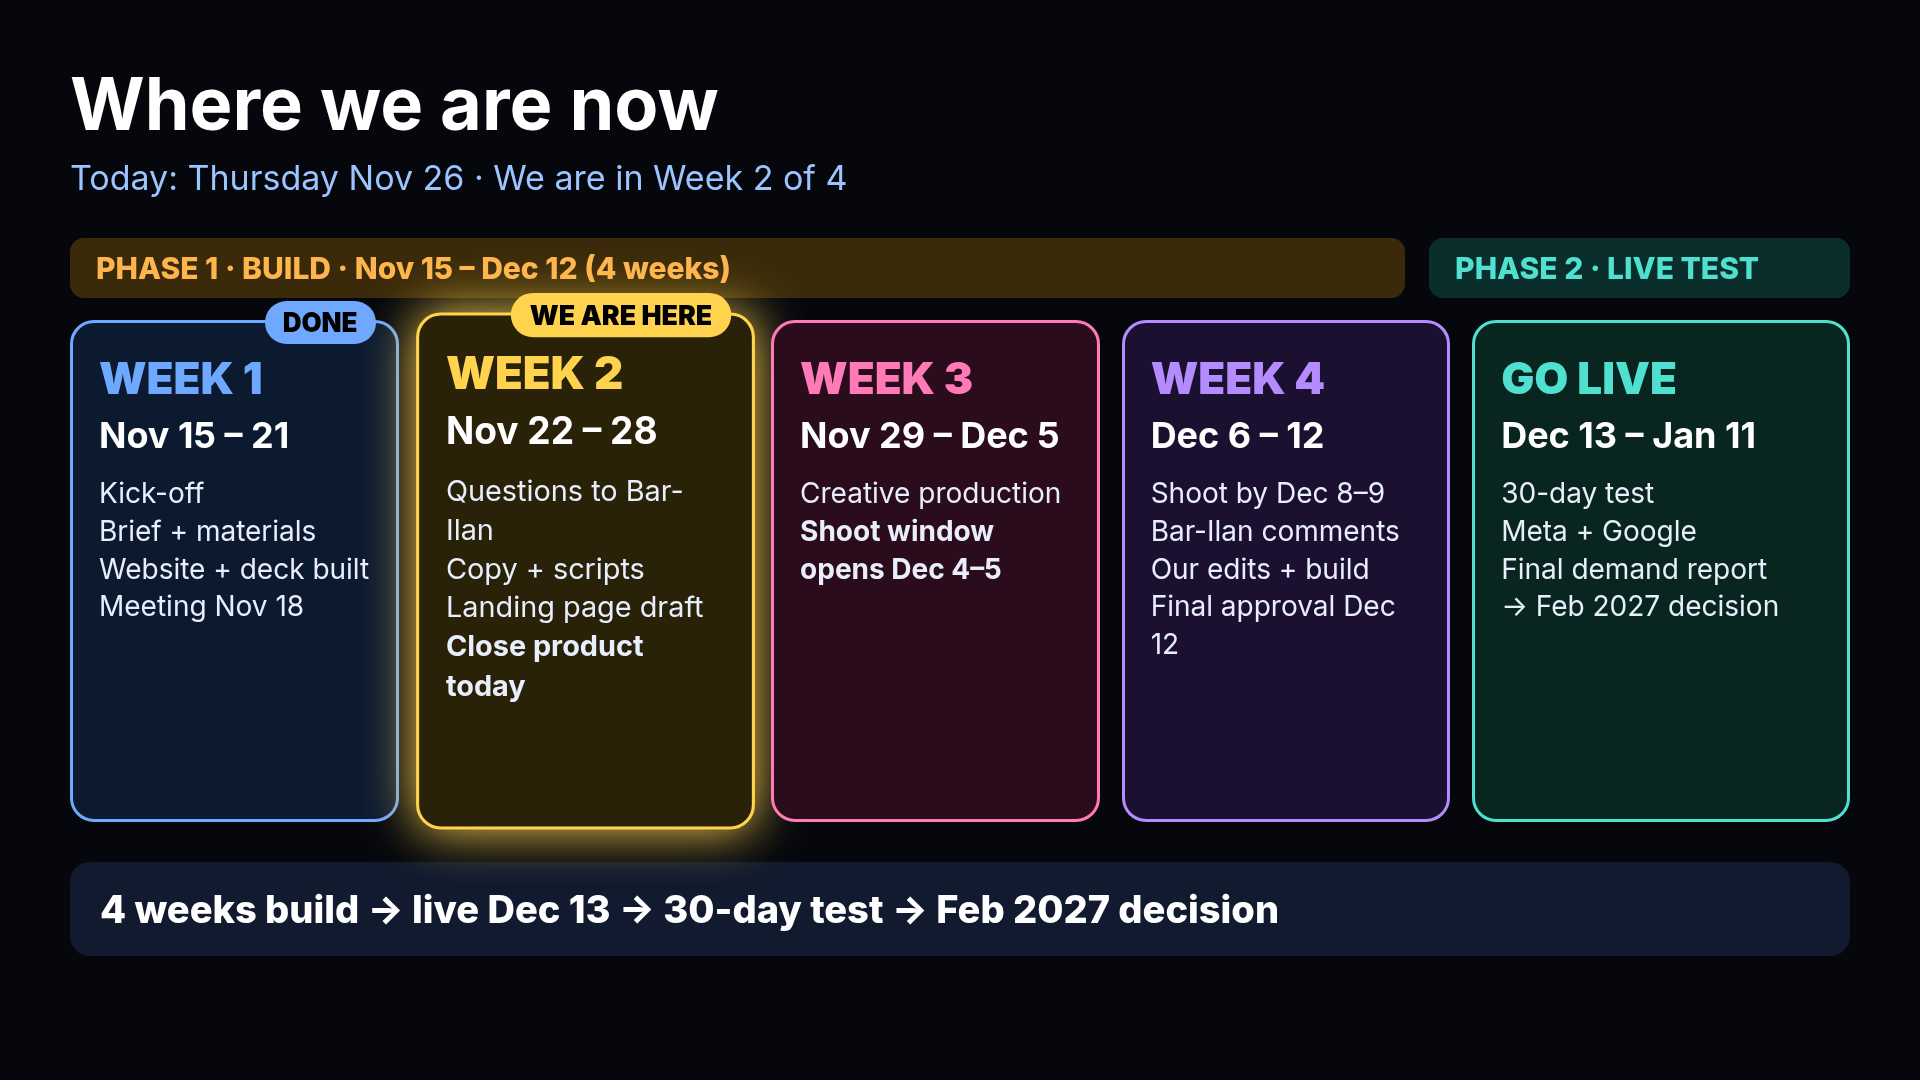 Where we are now
Today: Thursday Nov 26 · We are in Week 2 of 4
PHASE 1 · BUILD · Nov 15 – Dec 12 (4 weeks)
PHASE 2 · LIVE TEST
DONE
WEEK 1
Nov 15 – 21
Kick-off
Brief + materials
Website + deck built
Meeting Nov 18
WE ARE HERE
WEEK 2
Nov 22 – 28
Questions to Bar-
Ilan
Copy + scripts
Landing page draft
Close product
today
WEEK 3
Nov 29 – Dec 5
Creative production
Shoot window
opens Dec 4–5
WEEK 4
Dec 6 – 12
Shoot by Dec 8–9
Bar-Ilan comments
Our edits + build
Final approval Dec
12
GO LIVE
Dec 13 – Jan 11
30-day test
Meta + Google
Final demand report
→ Feb 2027 decision
4 weeks build → live Dec 13 → 30-day test → Feb 2027 decision